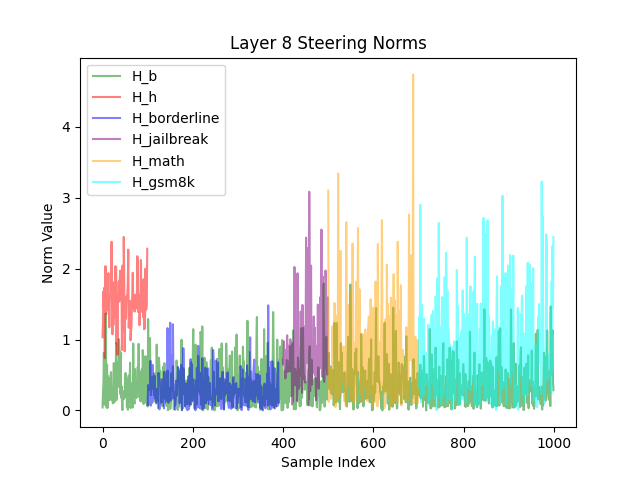 Layer 8 Steering Norms
H_b
H_h
H_borderline
H_jailbreak
H_math
H_gsm8k
Norm Value
4
3
2
1
0
0 200 400 600 800 1000
Sample Index